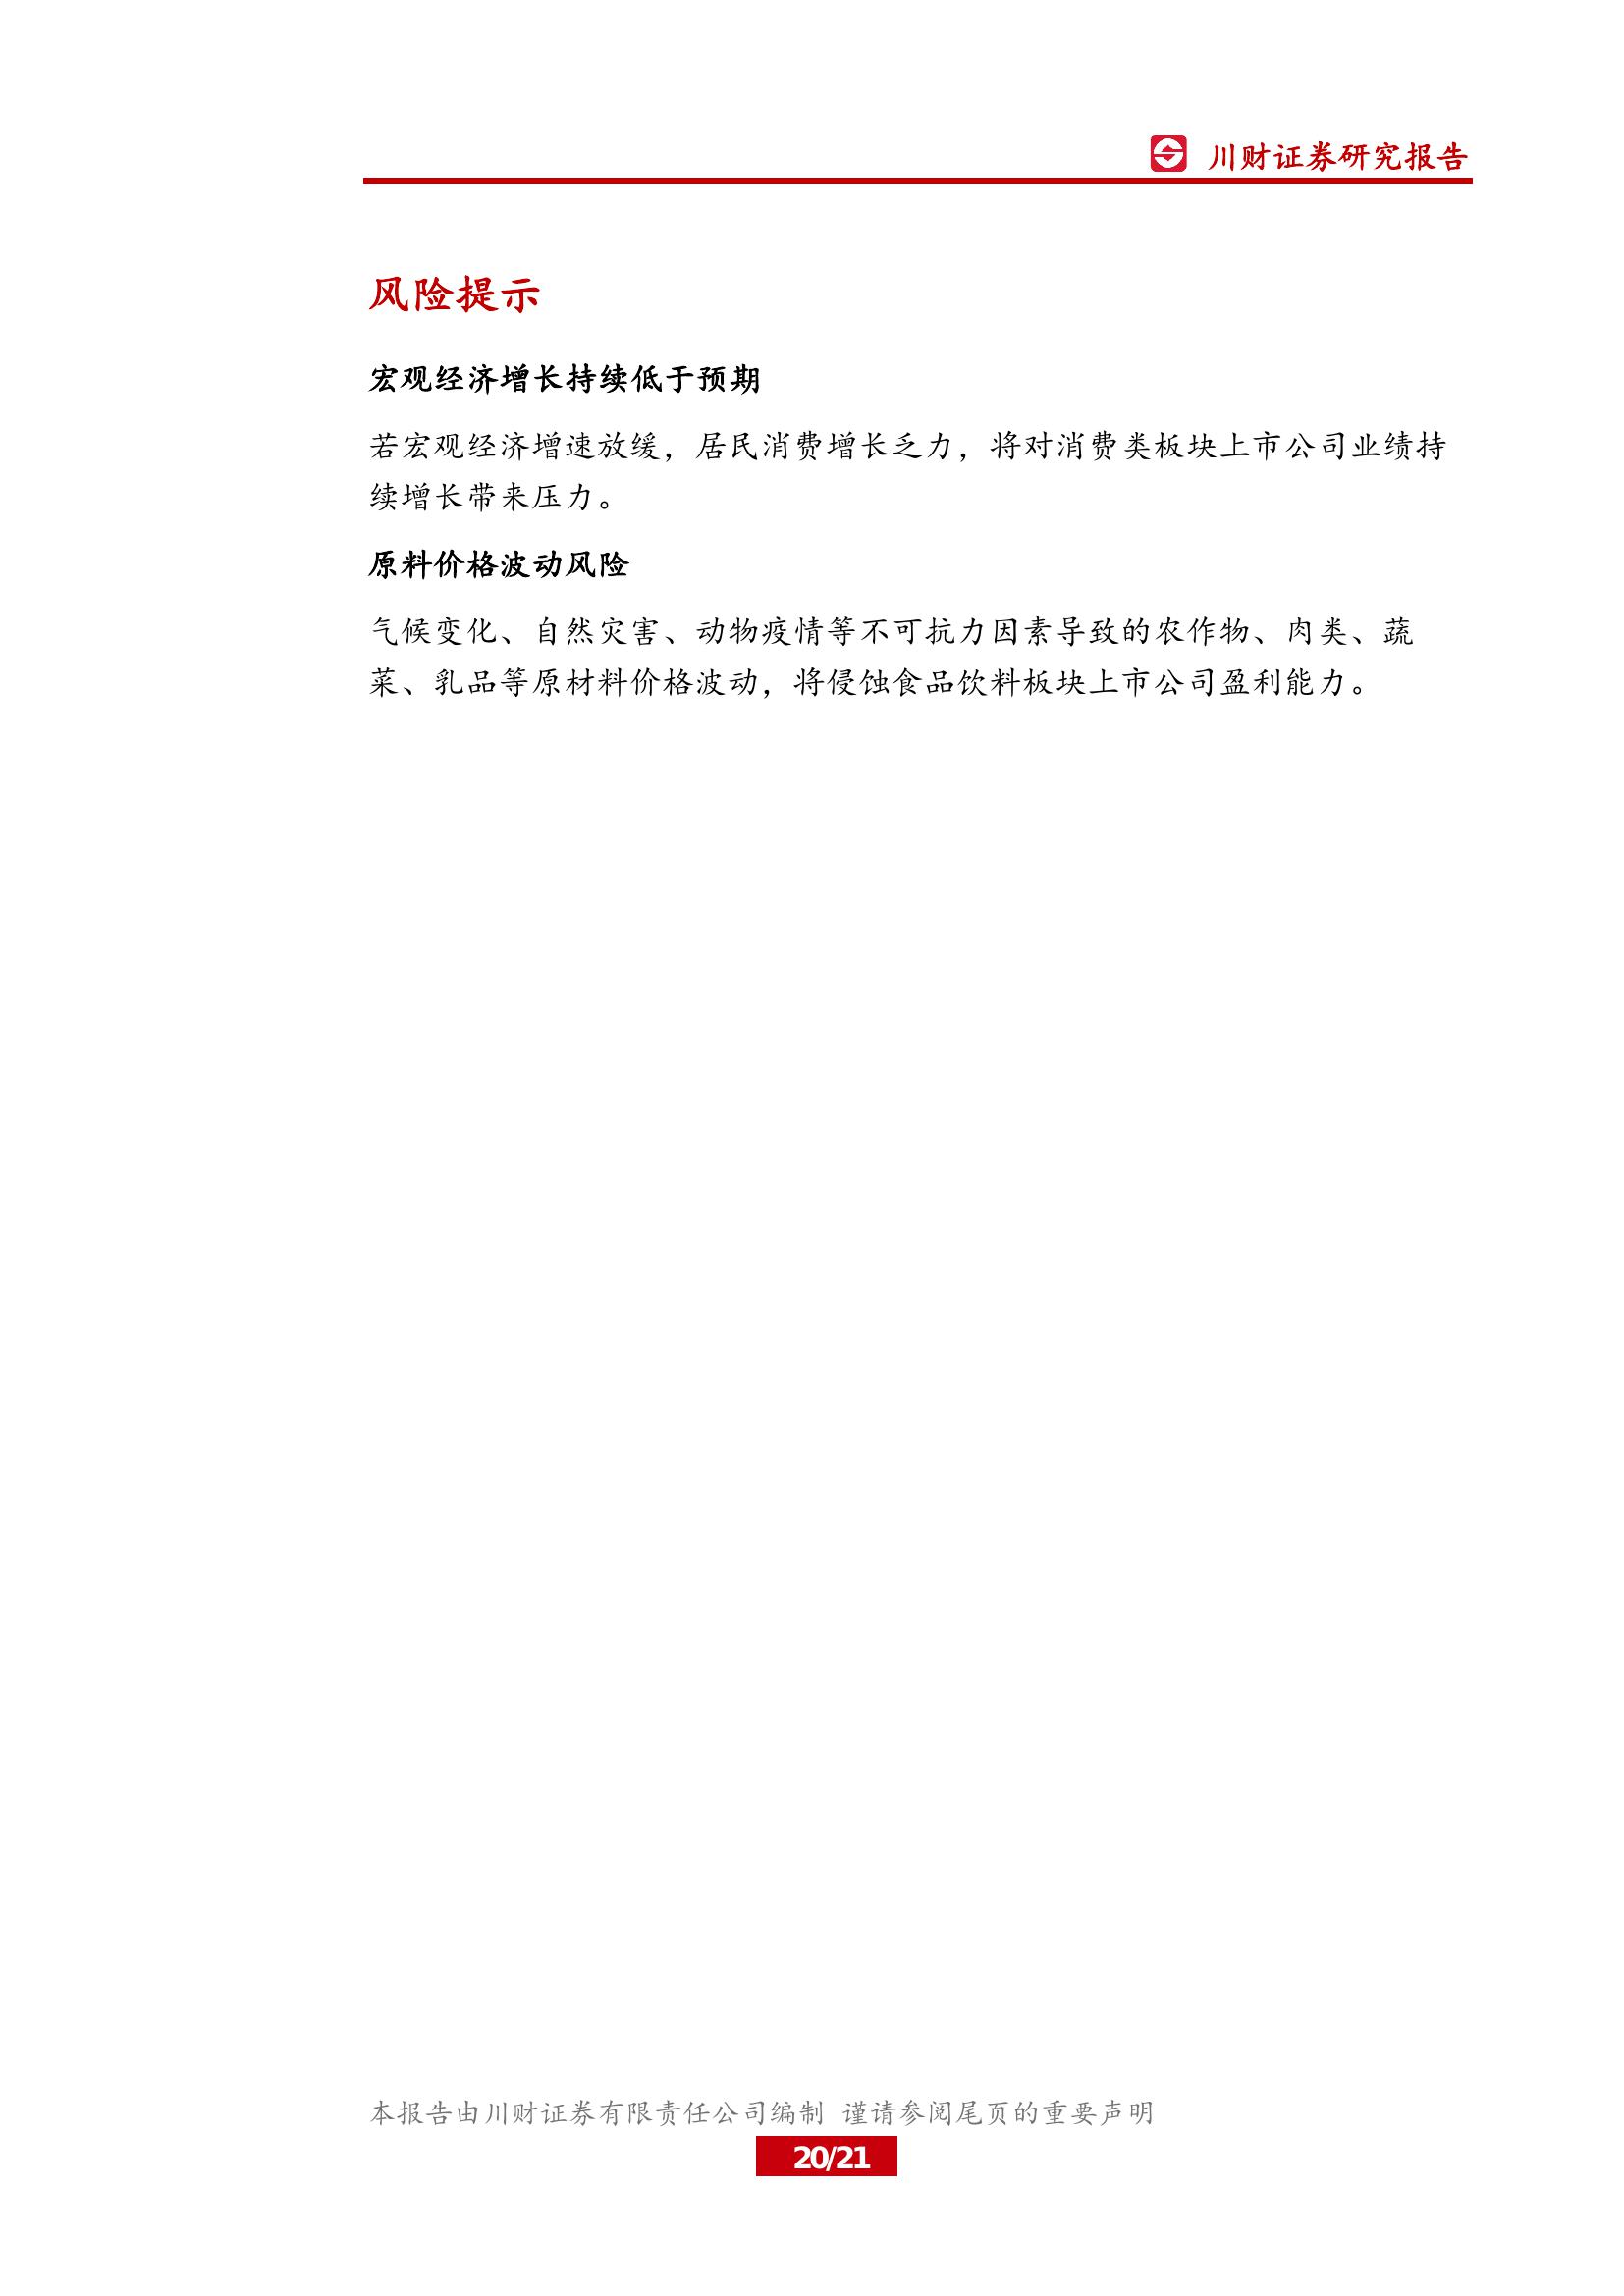 川财证券研究报告
风险提示
宏观经济增长持续低于预期
若宏观经济增速放缓，居民消费增长乏力，将对消费类板块上市公司业绩持
续增长带来压力。
原料价格波动风险
气候变化、自然灾害、动物疫情等不可抗力因素导致的农作物、肉类、蔬
菜、乳品等原材料价格波动，将侵蚀食品饮料板块上市公司盈利能力。
本报告由川财证券有限责任公司编制 谨请参阅尾页的重要声明
20/21